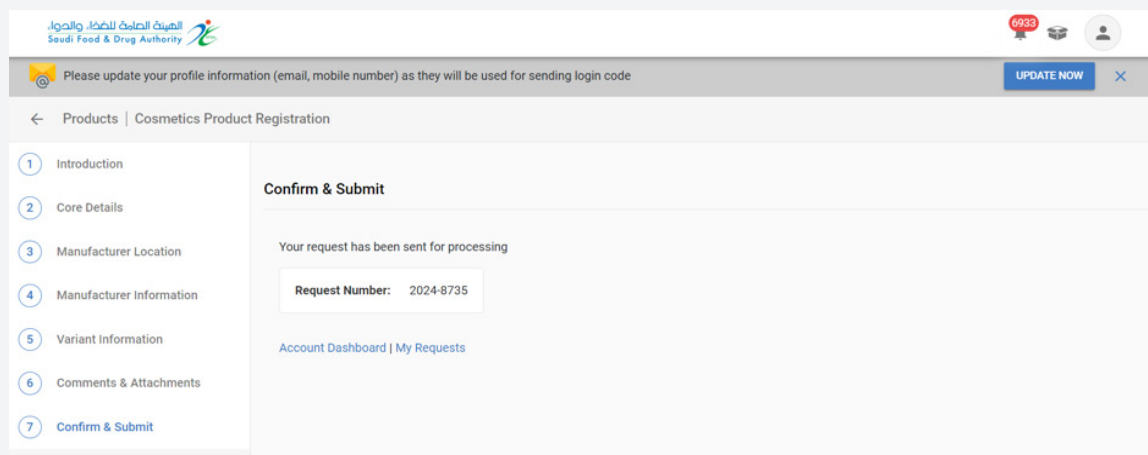 الهيئة العامة للغذاء والدواء
Saudi Food & Drug Authority
6933
Please update your profile information (email, mobile number) as they will be used for sending login code
UPDATE NOW
Products | Cosmetics Product Registration
1 Introduction
2 Core Details
3 Manufacturer Location
4 Manufacturer Information
5 Variant Information
6 Comments & Attachments
7 Confirm & Submit
Confirm & Submit
Your request has been sent for processing
Request Number: 2024-8735
Account Dashboard | My Requests